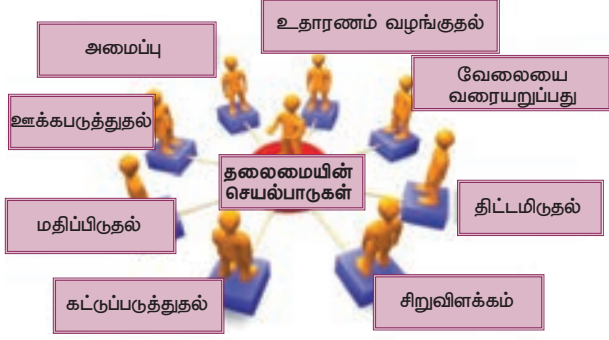 உதாரணம் வழங்குதல்
அமைப்பு
வேலையை
வரையறுப்பது
ஊக்கபடுத்துதல்
தலைமையின்
செயல்பாடுகள்
திட்டமிடுதல்
மதிப்பிடுதல்
கட்டுப்படுத்துதல்
சிறுவிளக்கம்